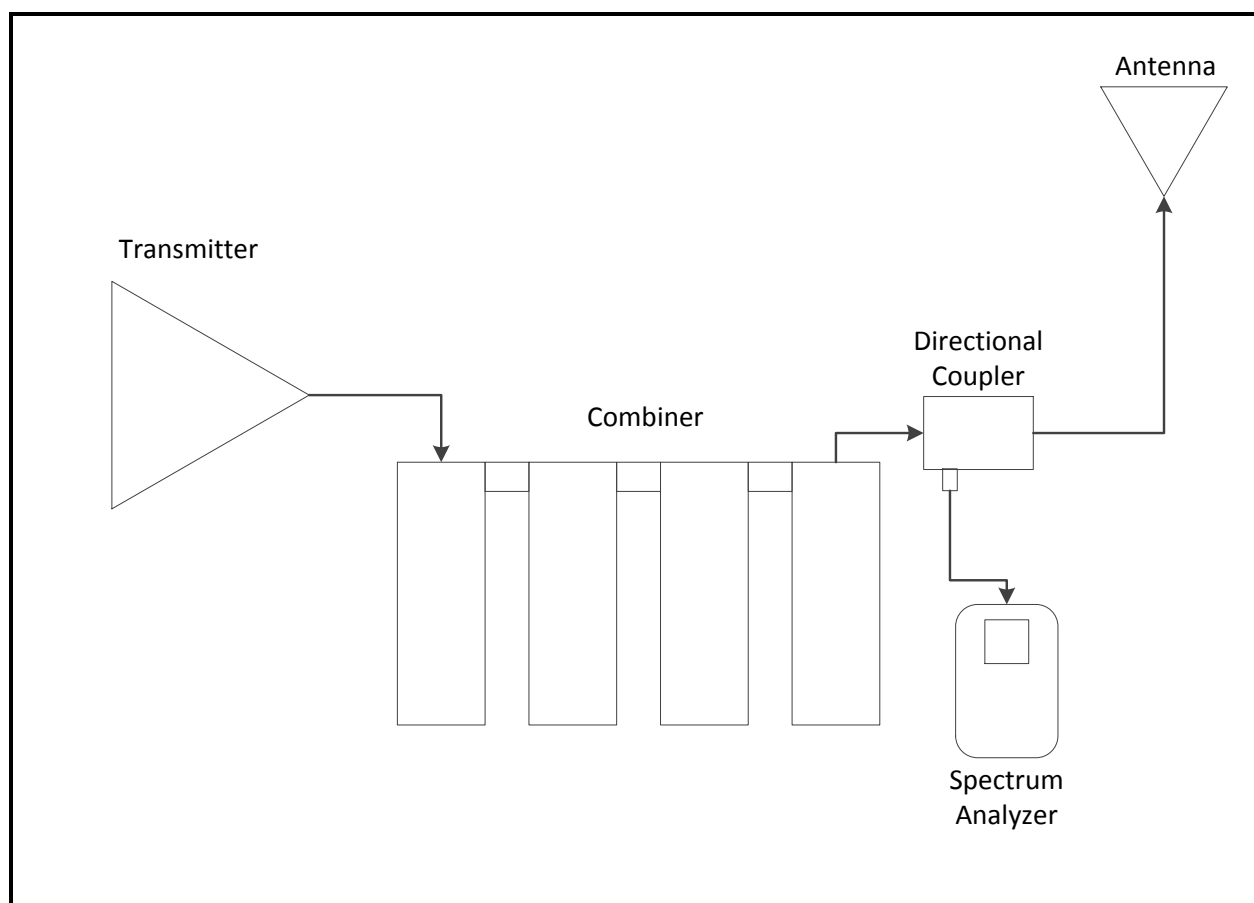 Antenna
Transmitter
Directional
Coupler
Combiner
Spectrum
Analyzer